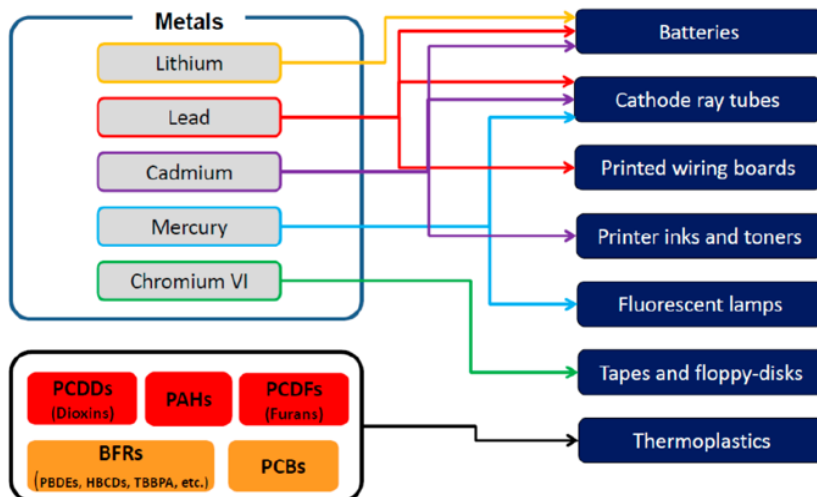 Metals
Lithium
Lead
Cadmium
Mercury
Chromium VI
PCDDs
(Dioxins)
PAHs
PCDFs
(Furans)
BFRs
(PBDEs, HBCDs, TBBPA, etc.)
PCBs
Batteries
Cathode ray tubes
Printed wiring boards
Printer inks and toners
Fluorescent lamps
Tapes and floppy-disks
Thermoplastics